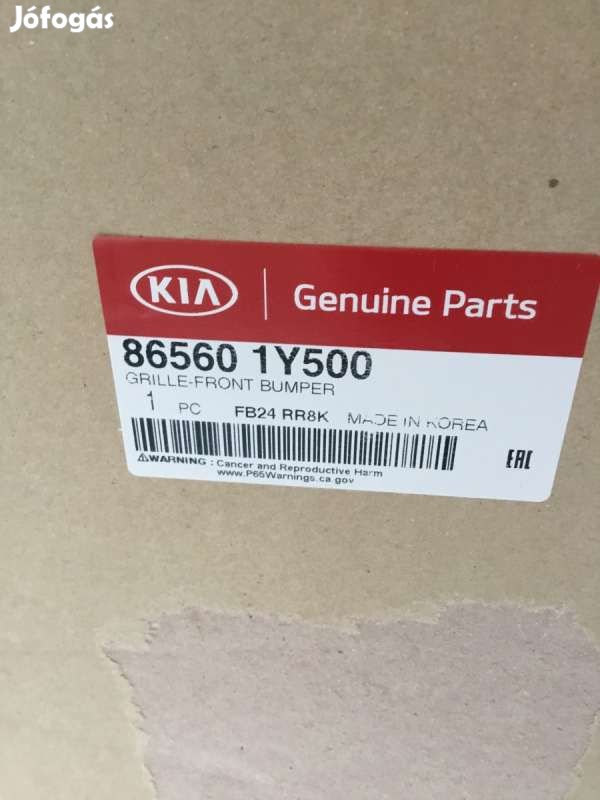 Jófogás
KIA Genuine Parts
86560 1Y500
GRILLE-FRONT BUMPER
1 PC FB24 RR8K MADE IN KOREA
WARNING : Cancer and Reproductive Harm
www.P65Warnings.ca.gov
EAC